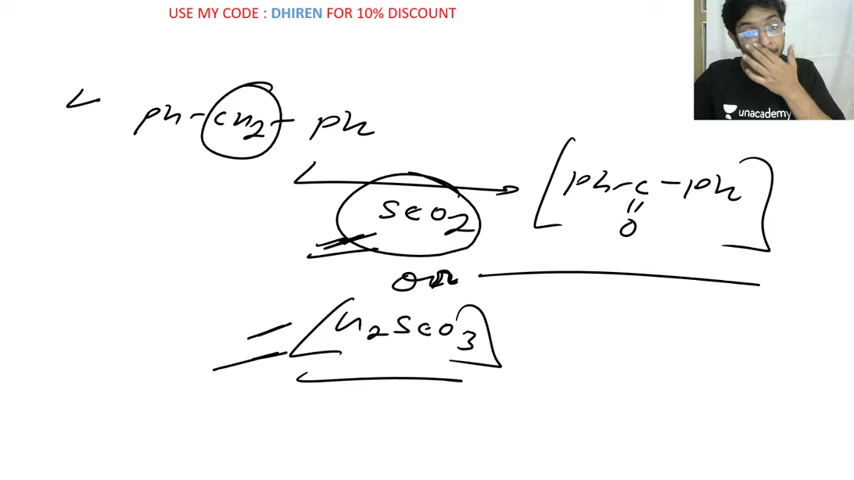 USE MY CODE : DHIREN FOR 10% DISCOUNT
unacademy
Ph-CH2-Ph
SeO2
[Ph-C-Ph]
=
O
or
[H2SeO3]